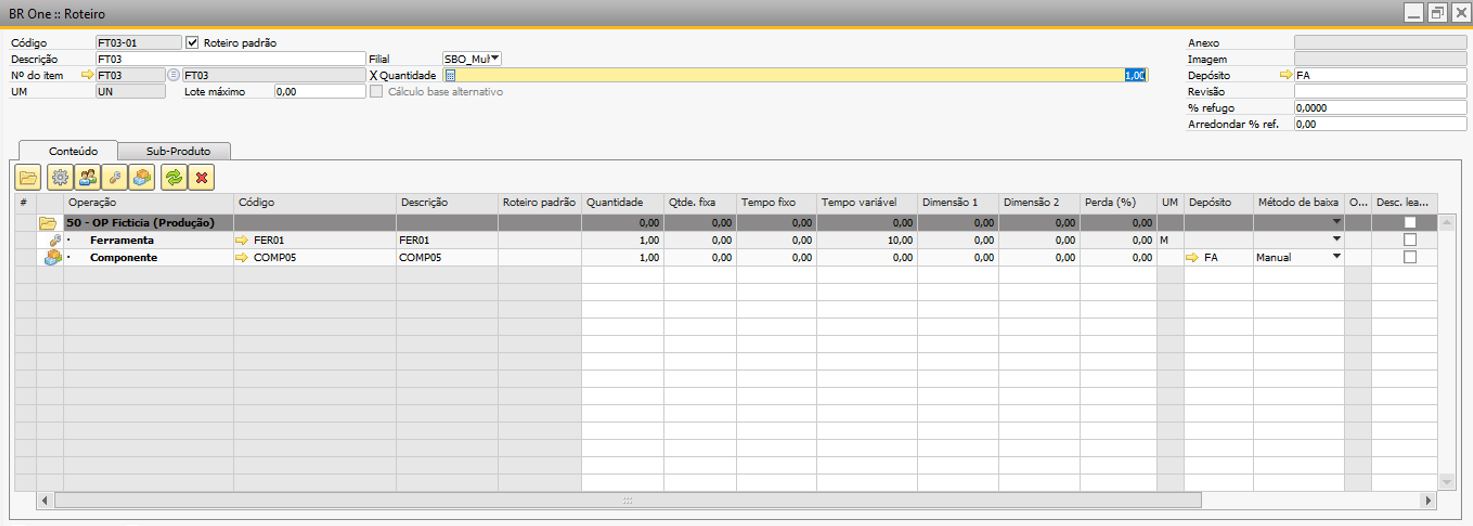 BR One :: Roteiro
Código FT03-01 Roteiro padrão Anexo
Descrição FT03 Filial SBO_Mul Imagem
Nº do item FT03 FT03 X Quantidade 1,00 Depósito FA
UM UN Lote máximo 0,00 Cálculo base alternativo Revisão
% refugo 0,0000
Arredondar % ref. 0,00
Conteúdo Sub-Produto
# Operação Código Descrição Roteiro padrão Quantidade Qtde. fixa Tempo fixo Tempo variável Dimensão 1 Dimensão 2 Perda (%) UM Depósito Método de baixa O... Desc. lea...
50 - OP Ficticia (Produção) 0,00 0,00 0,00 0,00 0,00 0,00 0,00
· Ferramenta FER01 FER01 1,00 0,00 0,00 10,00 0,00 0,00 0,00 M
· Componente COMP05 COMP05 1,00 0,00 0,00 0,00 0,00 0,00 0,00 FA Manual